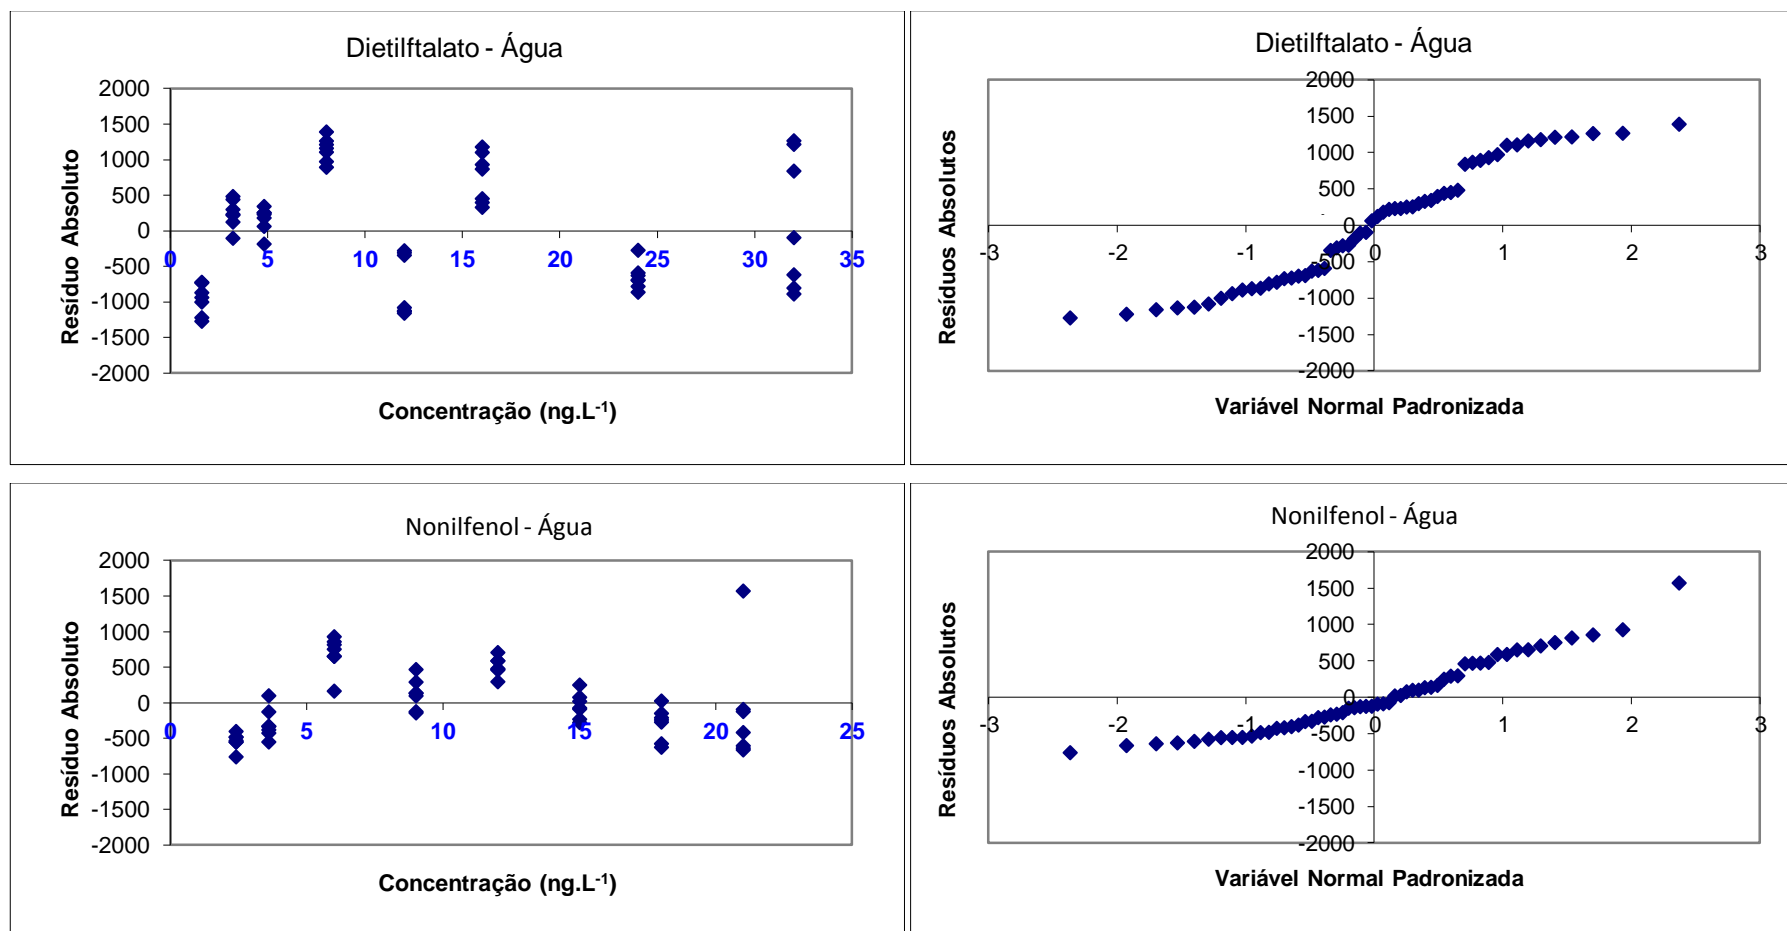 Dietilftalato - Água
2000
1500
1000
500
0
-500
-1000
-1500
-2000
0 5 10 15 20 25 30 35
Resíduo Absoluto
Concentração (ng.L⁻¹)
Dietilftalato - Água
2000
1500
1000
500
0
-500
-1000
-1500
-2000
-3 -2 -1 0 1 2 3
Resíduos Absolutos
Variável Normal Padronizada
Nonilfenol - Água
2000
1500
1000
500
0
-500
-1000
-1500
-2000
0 5 10 15 20 25
Resíduo Absoluto
Concentração (ng.L⁻¹)
Nonilfenol - Água
2000
1500
1000
500
0
-500
-1000
-1500
-2000
-3 -2 -1 0 1 2 3
Resíduos Absolutos
Variável Normal Padronizada